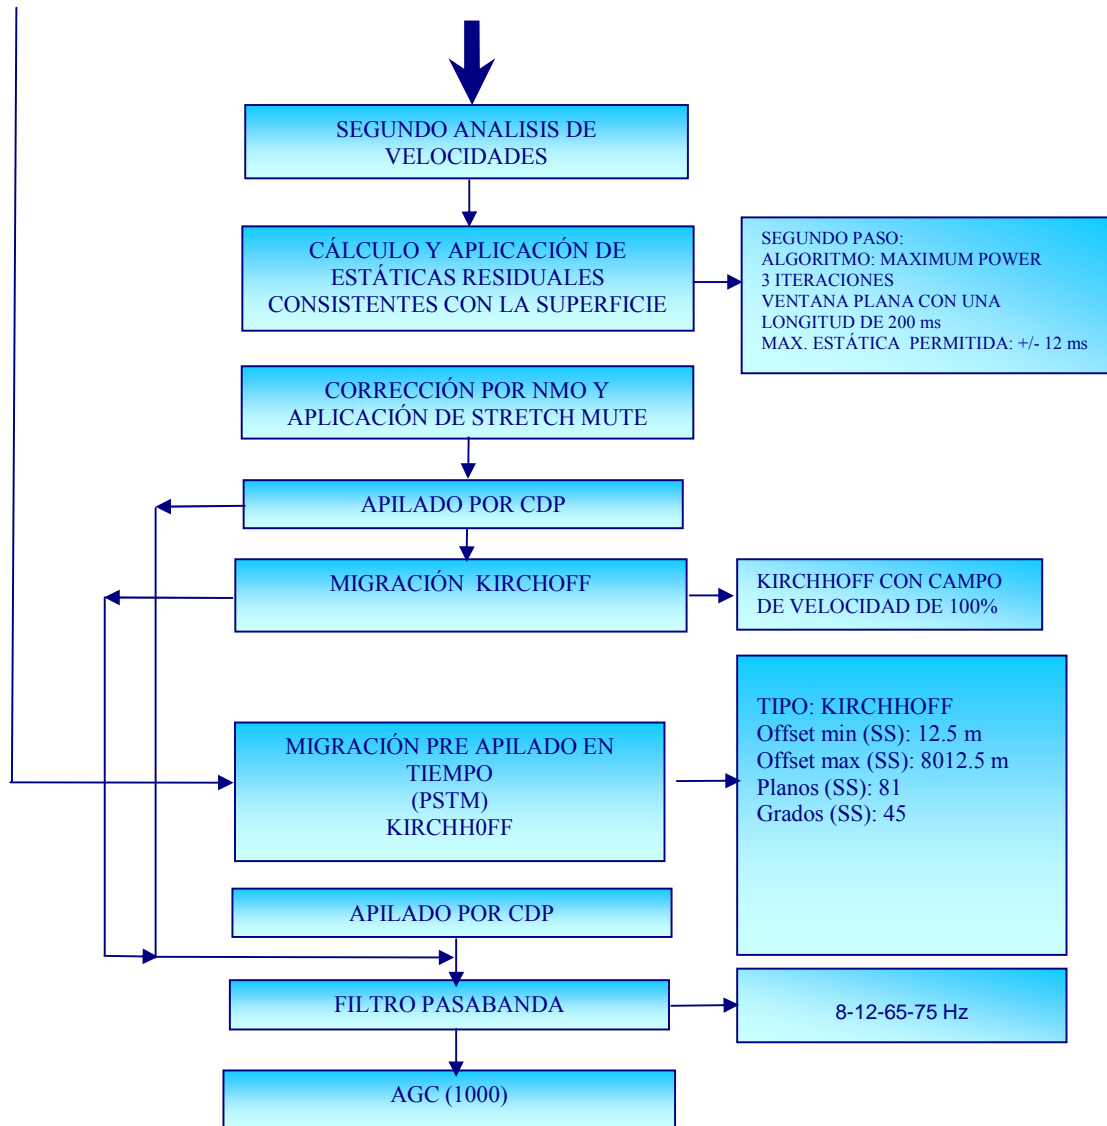 SEGUNDO ANALISIS DE
VELOCIDADES
CÁLCULO Y APLICACIÓN DE
ESTÁTICAS RESIDUALES
CONSISTENTES CON LA SUPERFICIE
SEGUNDO PASO:
ALGORITMO: MAXIMUM POWER
3 ITERACIONES
VENTANA PLANA CON UNA
LONGITUD DE 200 ms
MAX. ESTÁTICA PERMITIDA: +/- 12 ms
CORRECCIÓN POR NMO Y
APLICACIÓN DE STRETCH MUTE
APILADO POR CDP
MIGRACIÓN KIRCHOFF
KIRCHHOFF CON CAMPO
DE VELOCIDAD DE 100%
MIGRACIÓN PRE APILADO EN
TIEMPO
(PSTM)
KIRCHH0FF
TIPO: KIRCHHOFF
Offset min (SS): 12.5 m
Offset max (SS): 8012.5 m
Planos (SS): 81
Grados (SS): 45
APILADO POR CDP
FILTRO PASABANDA
8-12-65-75 Hz
AGC (1000)